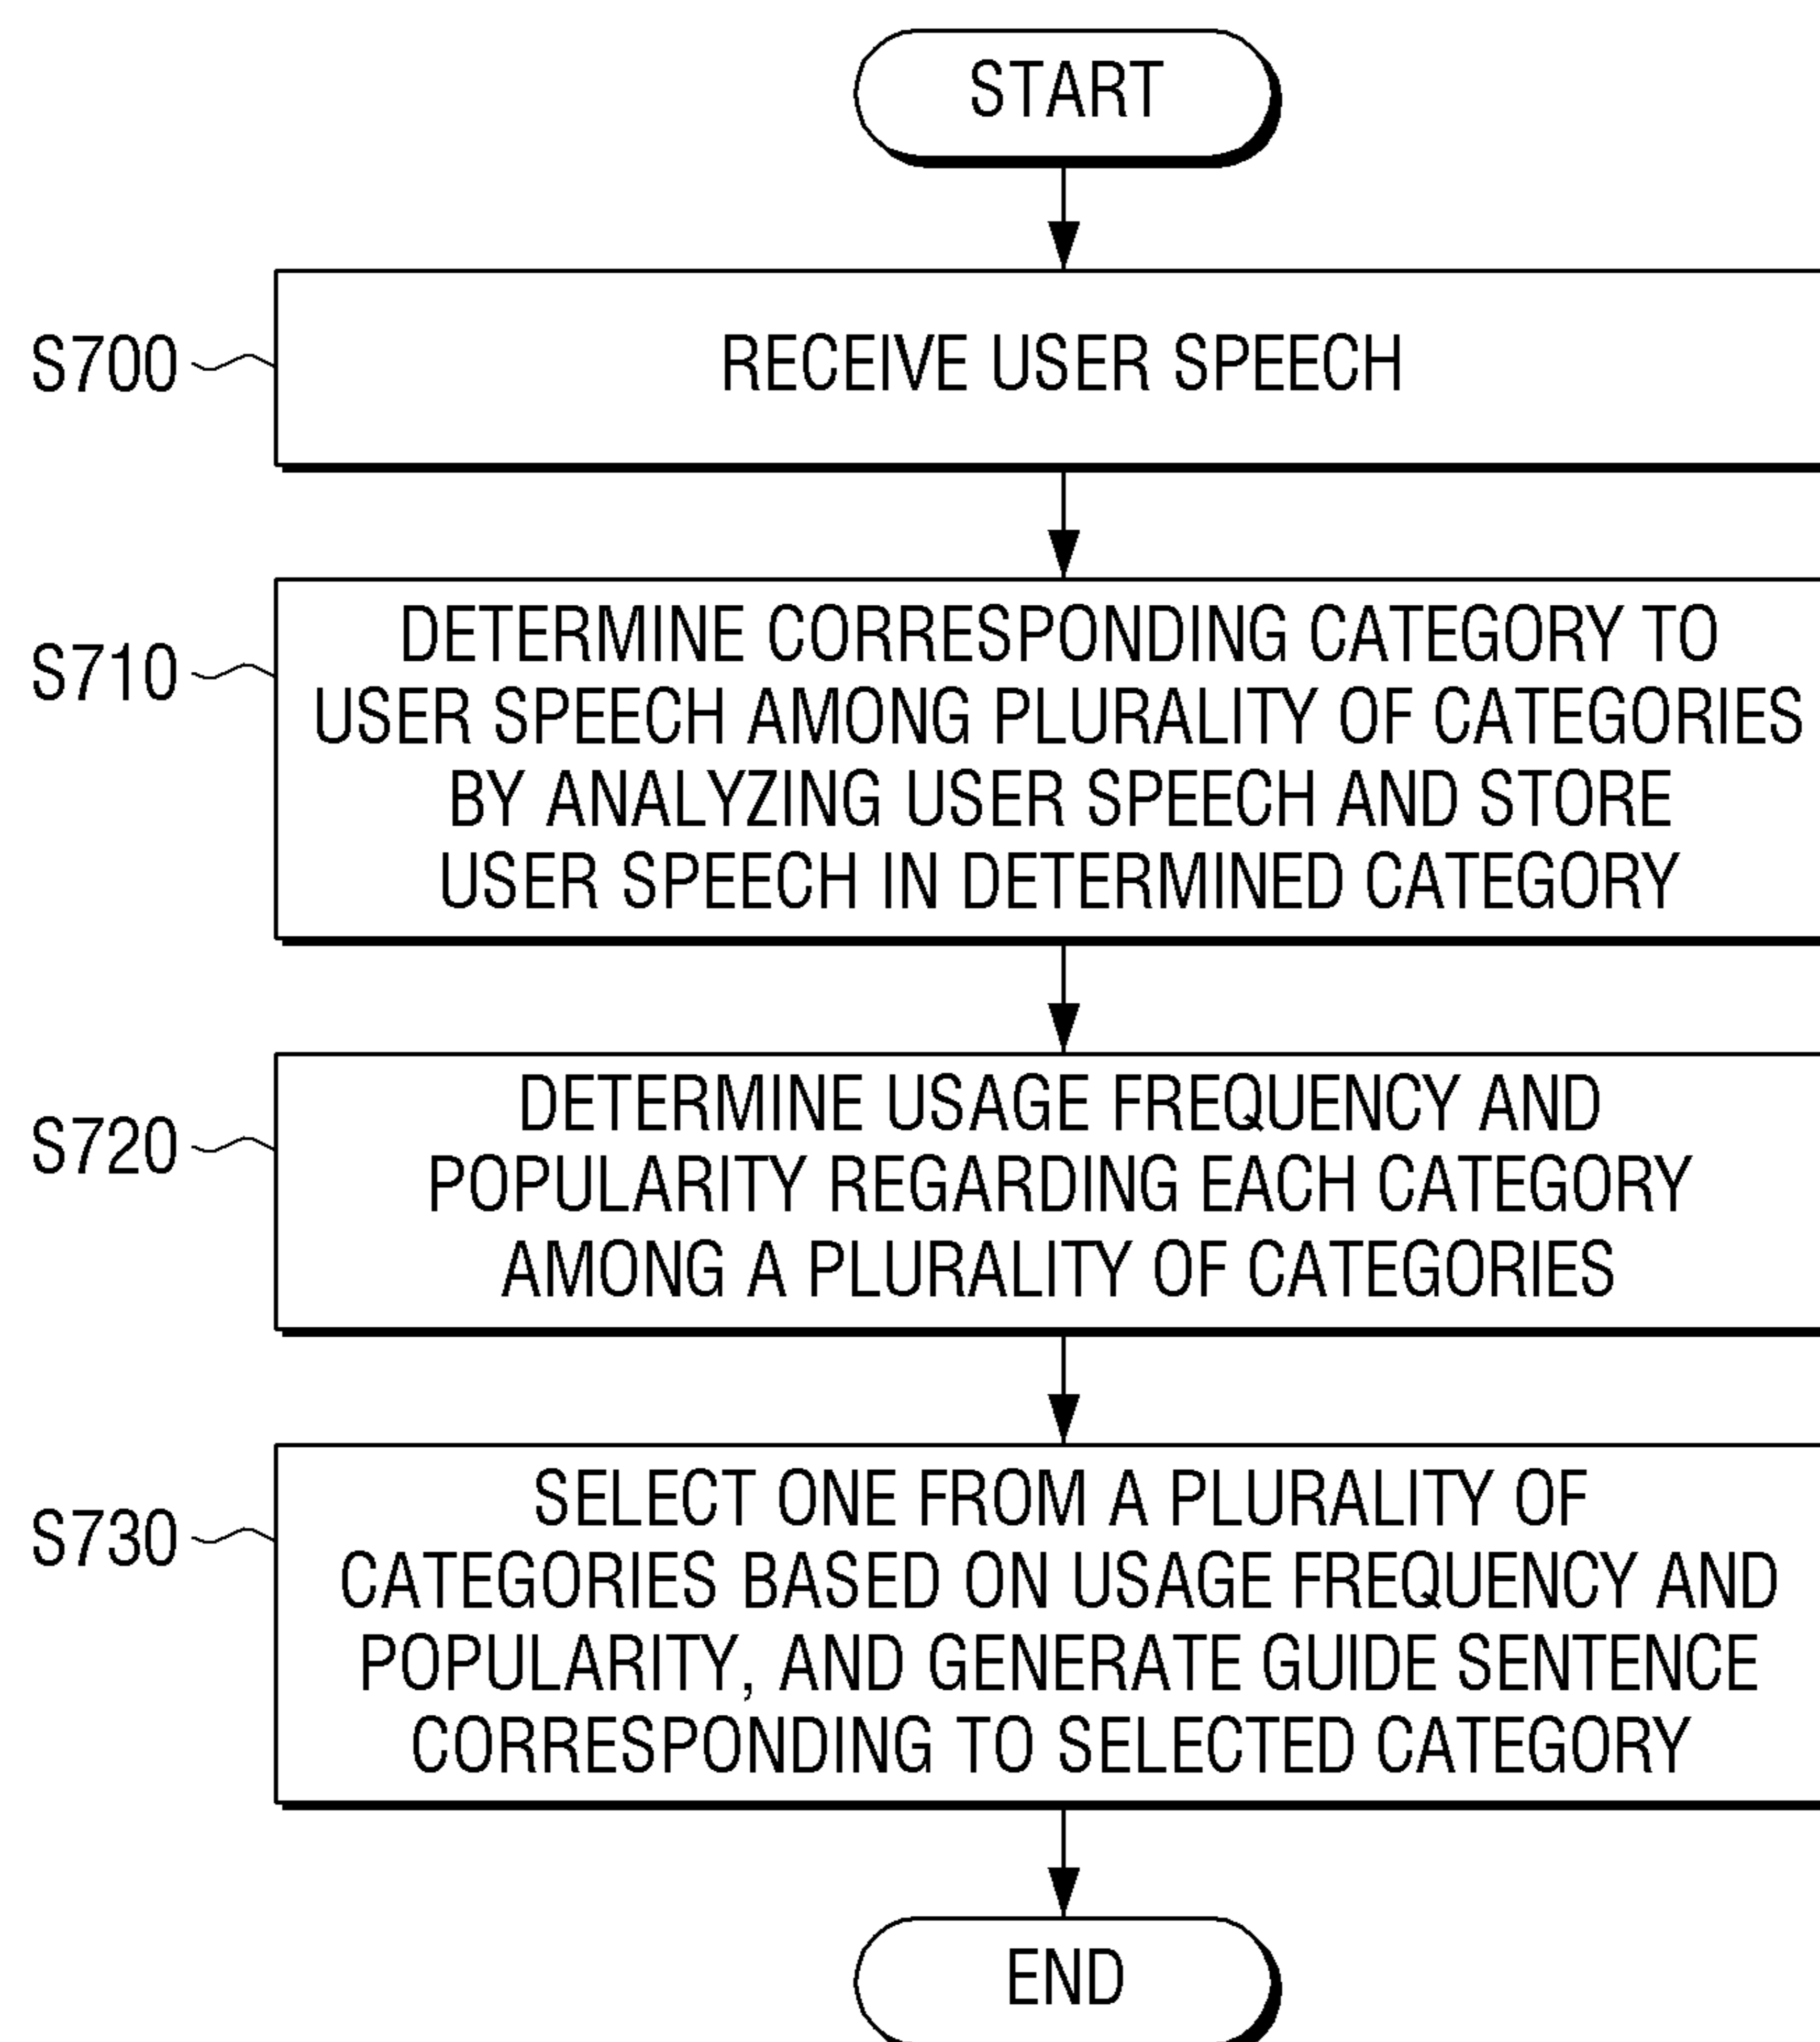 START
S700
RECEIVE USER SPEECH
S710
DETERMINE CORRESPONDING CATEGORY TO
USER SPEECH AMONG PLURALITY OF CATEGORIES
BY ANALYZING USER SPEECH AND STORE
USER SPEECH IN DETERMINED CATEGORY
S720
DETERMINE USAGE FREQUENCY AND
POPULARITY REGARDING EACH CATEGORY
AMONG A PLURALITY OF CATEGORIES
S730
SELECT ONE FROM A PLURALITY OF
CATEGORIES BASED ON USAGE FREQUENCY AND
POPULARITY, AND GENERATE GUIDE SENTENCE
CORRESPONDING TO SELECTED CATEGORY
END